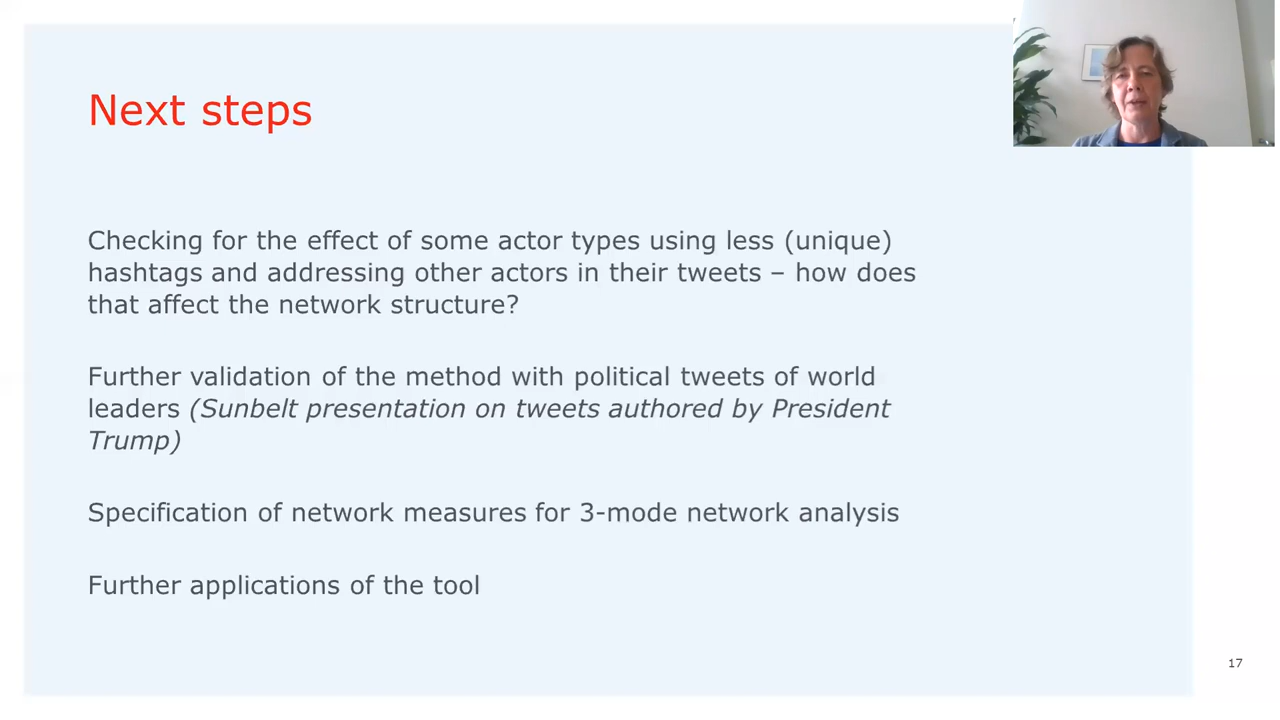 Next steps
Checking for the effect of some actor types using less (unique)
hashtags and addressing other actors in their tweets – how does
that affect the network structure?
Further validation of the method with political tweets of world
leaders (Sunbelt presentation on tweets authored by President
Trump)
Specification of network measures for 3-mode network analysis
Further applications of the tool
17